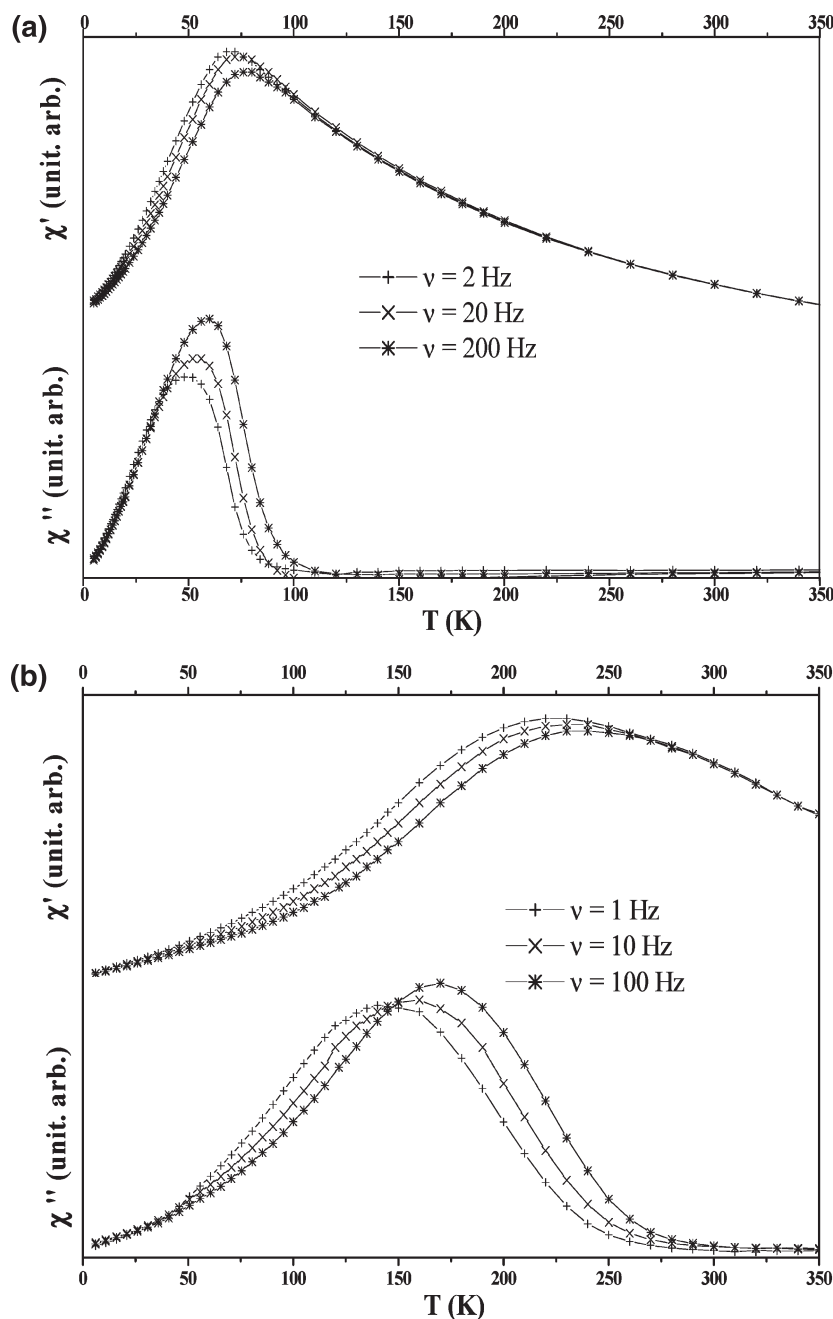 (a)
0 50 100 150 200 250 300 350
χ' (unit. arb.)
ν = 2 Hz
ν = 20 Hz
ν = 200 Hz
χ '' (unit. arb.)
0 50 100 150 200 250 300 350
T (K)
(b)
0 50 100 150 200 250 300 350
χ' (unit. arb.)
ν = 1 Hz
ν = 10 Hz
ν = 100 Hz
χ '' (unit. arb.)
0 50 100 150 200 250 300 350
T (K)